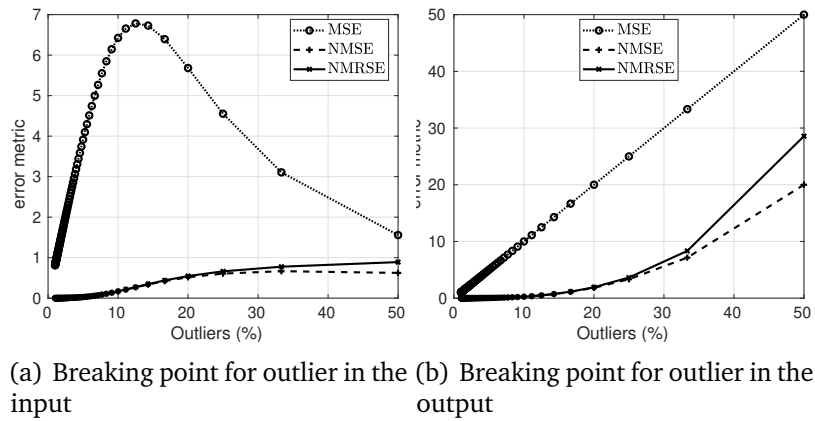 7
6
5
4
3
2
1
0
error metric
MSE
NMSE
NMRSE
0 10 20 30 40 50
Outliers (%)
50
40
30
20
10
0
error metric
MSE
NMSE
NMRSE
0 10 20 30 40 50
Outliers (%)
(a) Breaking point for outlier in the input
(b) Breaking point for outlier in the output